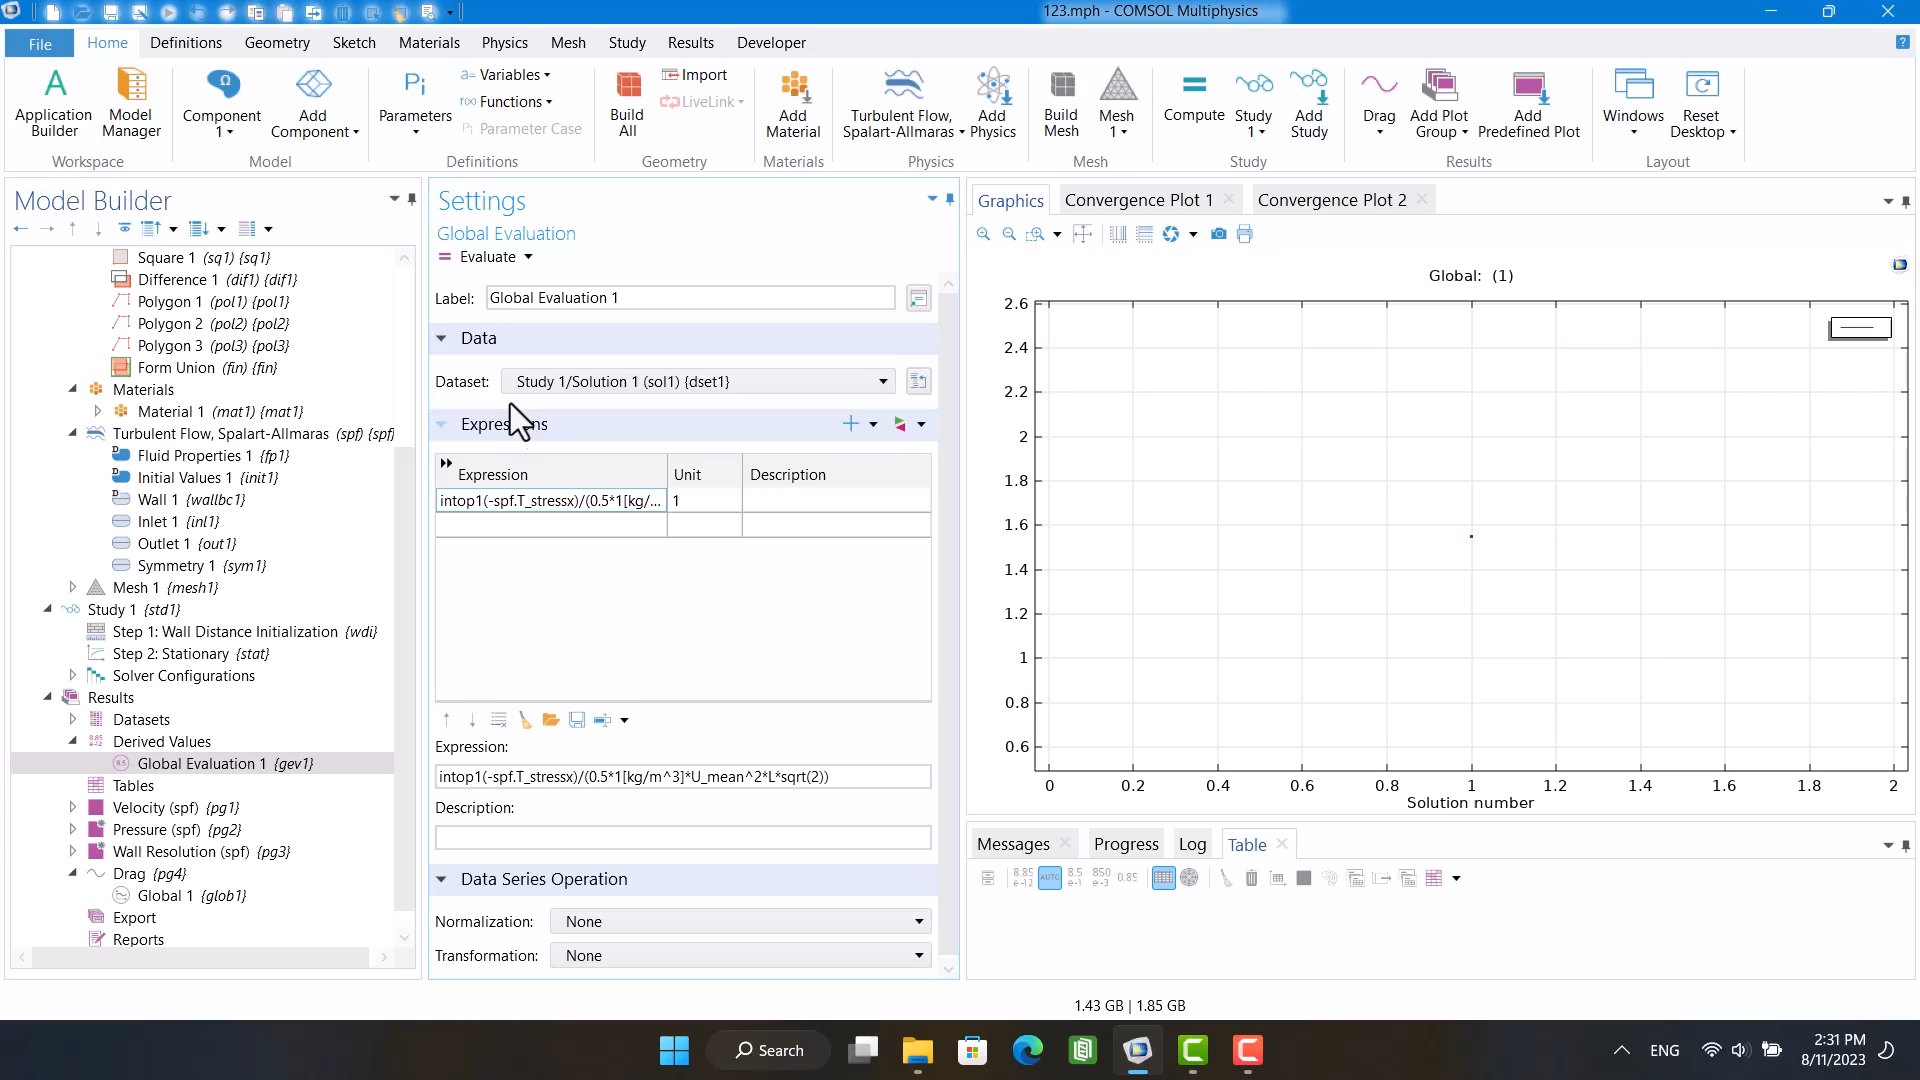 123.mph - COMSOL Multiphysics
File
Home
Definitions
Geometry
Sketch
Materials
Physics
Mesh
Study
Results
Developer
Application Builder
Model Manager
Workspace
Component 1
Add Component
Model
Pi
Parameters
a= Variables
f(x) Functions
Pi Parameter Case
Definitions
Build All
Import
LiveLink
Geometry
Add Material
Materials
Turbulent Flow, Spalart-Allmaras
Add Physics
Physics
Build Mesh
Mesh 1
Mesh
Compute
Study 1
Add Study
Study
Drag
Add Plot Group
Add Predefined Plot
Results
Windows
Reset Desktop
Layout
Model Builder
Square 1 (sq1) {sq1}
Difference 1 (dif1) {dif1}
Polygon 1 (pol1) {pol1}
Polygon 2 (pol2) {pol2}
Polygon 3 (pol3) {pol3}
Form Union (fin) {fin}
Materials
Material 1 (mat1) {mat1}
Turbulent Flow, Spalart-Allmaras (spf) {spf
Fluid Properties 1 {fp1}
Initial Values 1 {init1}
Wall 1 {wallbc1}
Inlet 1 {inl1}
Outlet 1 {out1}
Symmetry 1 {sym1}
Mesh 1 {mesh1}
Study 1 {std1}
Step 1: Wall Distance Initialization {wdi}
Step 2: Stationary {stat}
Solver Configurations
Results
Datasets
Derived Values
Global Evaluation 1 {gev1}
Tables
Velocity (spf) {pg1}
Pressure (spf) {pg2}
Wall Resolution (spf) {pg3}
Drag {pg4}
Global 1 {glob1}
Export
Reports
Settings
Global Evaluation
= Evaluate
Label: Global Evaluation 1
Data
Dataset: Study 1/Solution 1 (sol1) {dset1}
Expressions
Expression Unit Description
intop1(-spf.T_stressx)/(0.5*1[kg/... 1
Expression:
intop1(-spf.T_stressx)/(0.5*1[kg/m^3]*U_mean^2*L*sqrt(2))
Description:
Data Series Operation
Normalization: None
Transformation: None
Graphics
Convergence Plot 1
Convergence Plot 2
Global: (1)
2.6
2.4
2.2
2
1.8
1.6
1.4
1.2
1
0.8
0.6
0 0.2 0.4 0.6 0.8 1 1.2 1.4 1.6 1.8 2
Solution number
Messages
Progress
Log
Table
8.85 e-12
AUTO
8.5 e-1
850 e-3
0.85
1.43 GB | 1.85 GB
Search
ENG
2:31 PM
8/11/2023